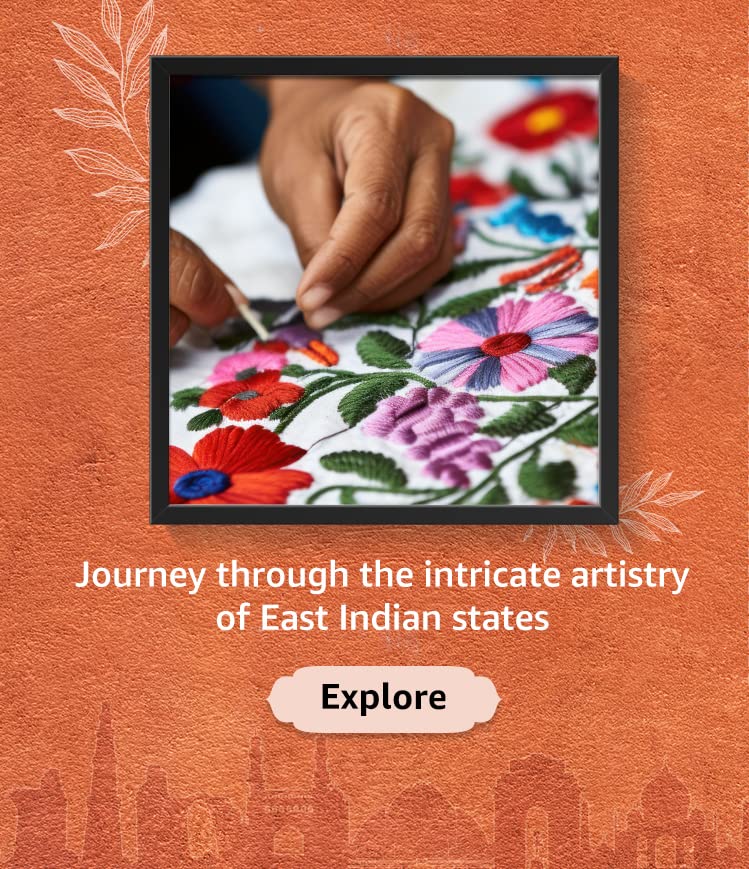 Journey through the intricate artistry
of East Indian states
Explore